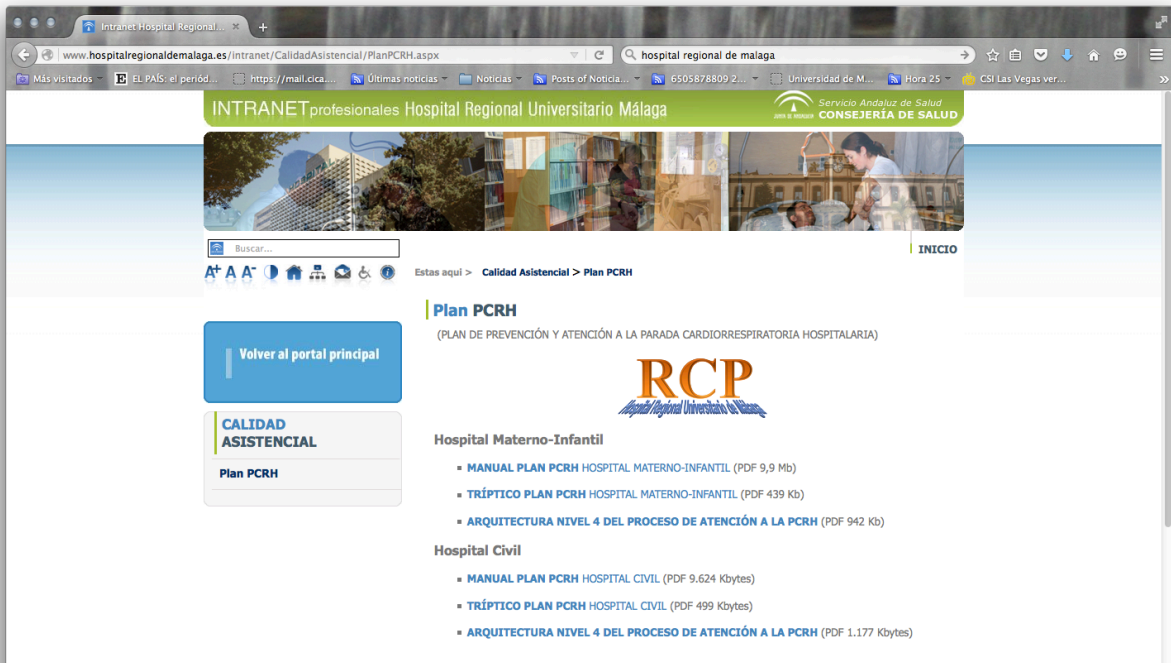 Intranet Hospital Regional...
www.hospitalregionaldemalaga.es/intranet/CalidadAsistencial/PlanPCRH.aspx
hospital regional de malaga
Más visitados
EL PAÍS: el periód...
https://mail.cica....
Últimas noticias
Noticias
Posts of Noticia...
6505878809 2...
Universidad de M...
Hora 25
CSI Las Vegas ver...
INTRANET profesionales Hospital Regional Universitario Málaga
Servicio Andaluz de Salud
CONSEJERÍA DE SALUD
Buscar...
INICIO
A+ A A-
Estas aqui > Calidad Asistencial > Plan PCRH
Plan PCRH
(PLAN DE PREVENCIÓN Y ATENCIÓN A LA PARADA CARDIORRESPIRATORIA HOSPITALARIA)
Volver al portal principal
RCP
Hospital Regional Universitario de Málaga
CALIDAD
ASISTENCIAL
Plan PCRH
Hospital Materno-Infantil
MANUAL PLAN PCRH HOSPITAL MATERNO-INFANTIL (PDF 9,9 Mb)
TRÍPTICO PLAN PCRH HOSPITAL MATERNO-INFANTIL (PDF 439 Kb)
ARQUITECTURA NIVEL 4 DEL PROCESO DE ATENCIÓN A LA PCRH (PDF 942 Kb)
Hospital Civil
MANUAL PLAN PCRH HOSPITAL CIVIL (PDF 9.624 Kbytes)
TRÍPTICO PLAN PCRH HOSPITAL CIVIL (PDF 499 Kbytes)
ARQUITECTURA NIVEL 4 DEL PROCESO DE ATENCIÓN A LA PCRH (PDF 1.177 Kbytes)